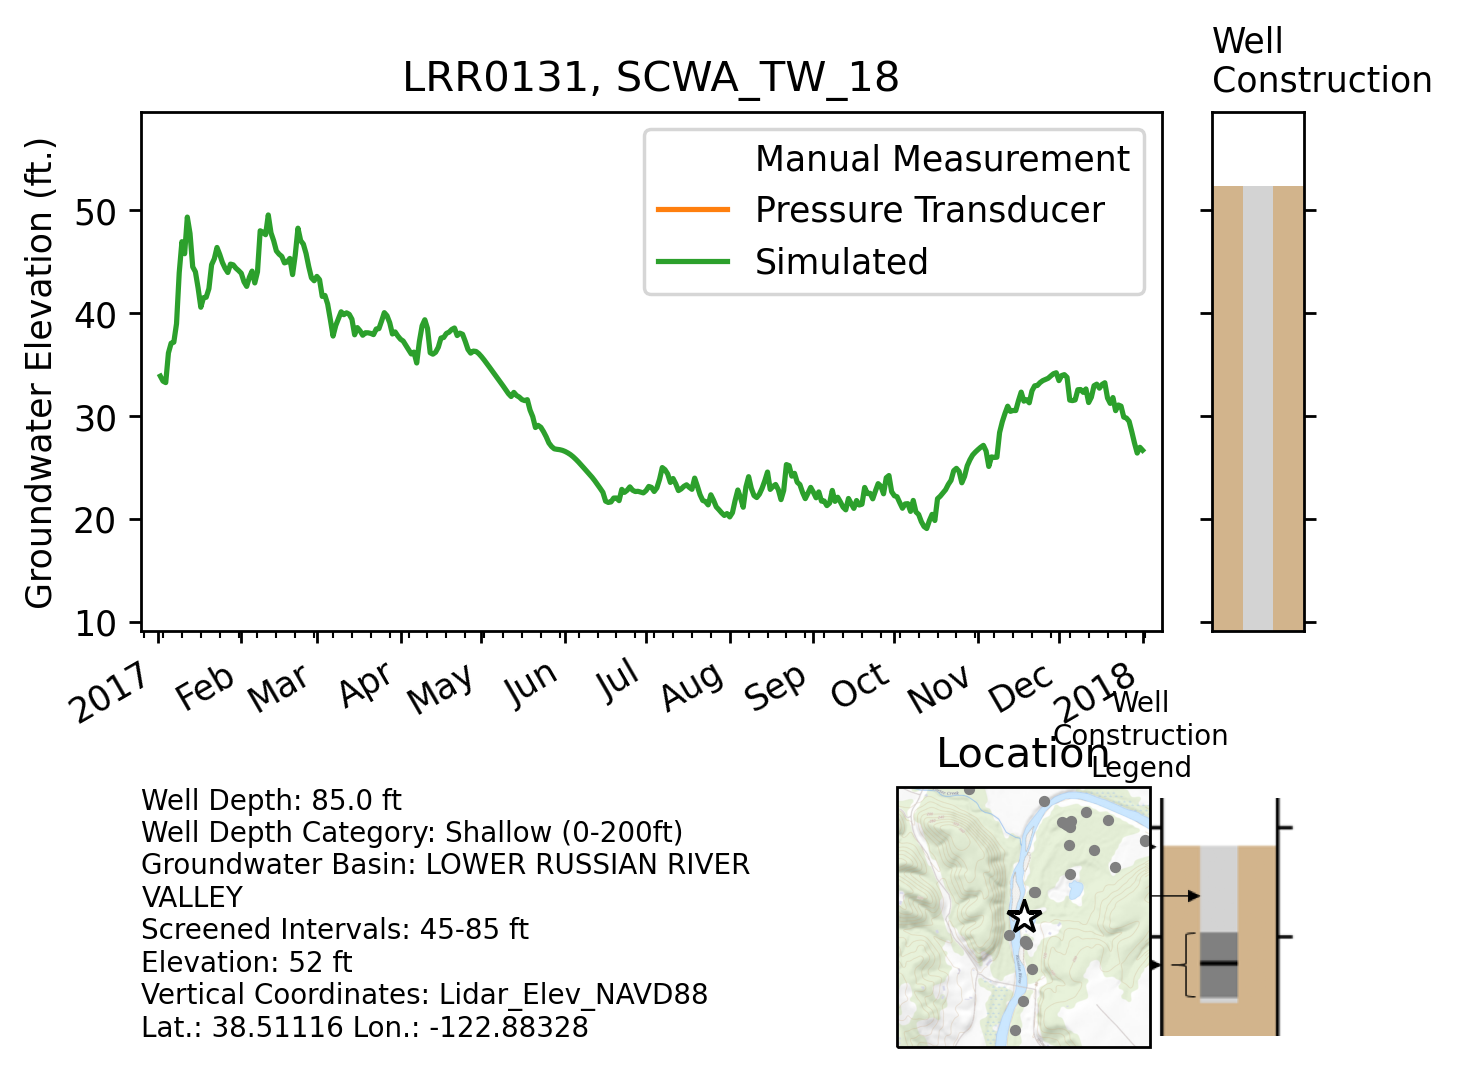 Well
Construction
LRR0131, SCWA_TW_18
Groundwater Elevation (ft.)
50
40
30
20
10
Manual Measurement
Pressure Transducer
Simulated
2017
Feb
Mar
Apr
May
Jun
Jul
Aug
Sep
Oct
Nov
Dec
2018
Well
Construction
Legend
Location
Well Depth: 85.0 ft
Well Depth Category: Shallow (0-200ft)
Groundwater Basin: LOWER RUSSIAN RIVER
VALLEY
Screened Intervals: 45-85 ft
Elevation: 52 ft
Vertical Coordinates: Lidar_Elev_NAVD88
Lat.: 38.51116 Lon.: -122.88328